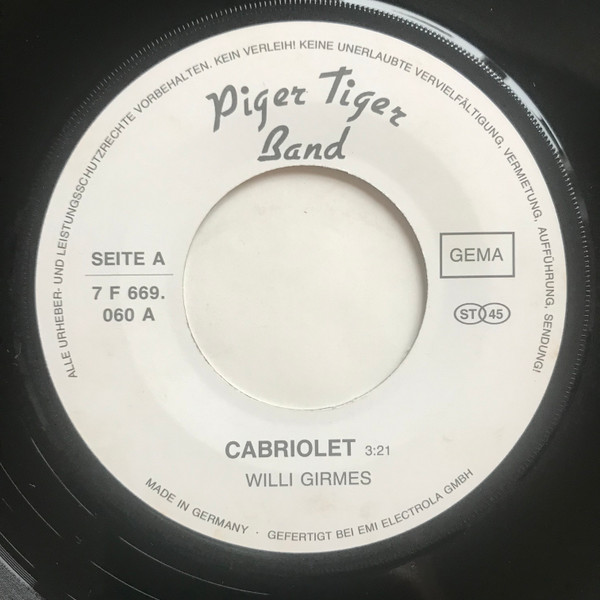 ALLE URHEBER- UND LEISTUNGSSCHUTZRECHTE VORBEHALTEN. KEIN VERLEIH! KEINE UNERLAUBTE VERVIELFÄLTIGUNG, VERMIETUNG, AUFFÜHRUNG, SENDUNG!
Piger Tiger
Band
SEITE A
7 F 669.
060 A
GEMA
ST 45
CABRIOLET 3:21
WILLI GIRMES
MADE IN GERMANY · GEFERTIGT BEI EMI ELECTROLA GMBH